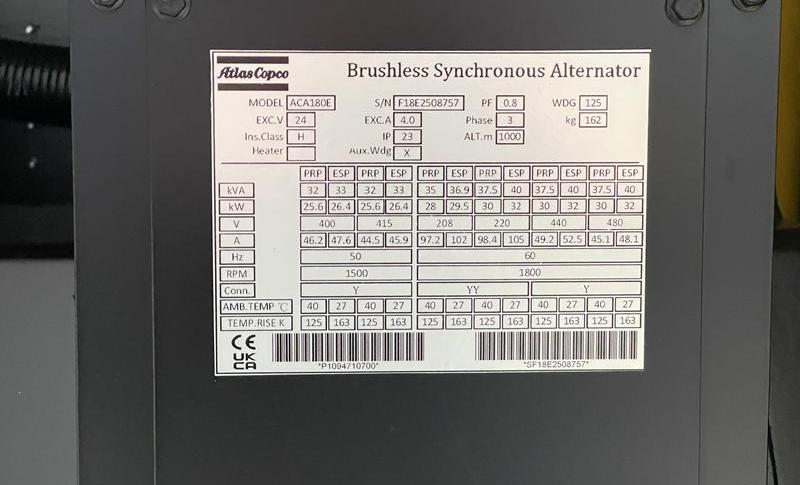 Atlas Copco Brushless Synchronous Alternator
MODEL ACA180E S/N F18E2508757 PF 0.8 WDG 125
EXC.V 24 EXC.A 4.0 Phase 3 kg 162
Ins.Class H IP 23 ALT.m 1000
Heater Aux.Wdg X
PRP ESP PRP ESP PRP ESP PRP ESP PRP ESP PRP ESP
kVA 32 33 32 33 35 36.9 37.5 40 37.5 40 37.5 40
kW 25.6 26.4 25.6 26.4 28 29.5 30 32 30 32 30 32
V 400 415 208 220 440 480
A 46.2 47.6 44.5 45.9 97.2 102 98.4 105 49.2 52.5 45.1 48.1
Hz 50 60
RPM 1500 1800
Conn. Y YY Y
AMB.TEMP ℃ 40 27 40 27 40 27 40 27 40 27 40 27
TEMP.RISE K 125 163 125 163 125 163 125 163 125 163 125 163
CE
UK
CA
*P1094710700* *SF18E2508757*